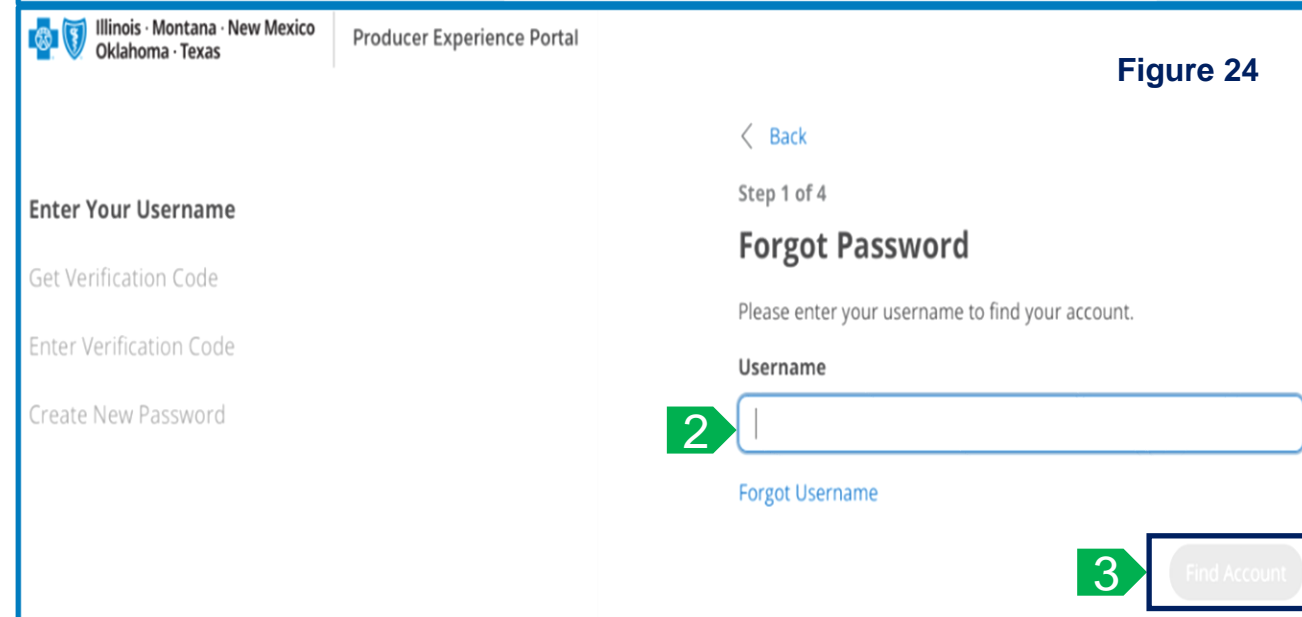 Illinois · Montana · New Mexico
Oklahoma · Texas
Producer Experience Portal
Figure 24
Back
Step 1 of 4
Enter Your Username
Forgot Password
Get Verification Code
Please enter your username to find your account.
Enter Verification Code
Username
Create New Password
2
Forgot Username
3
Find Account